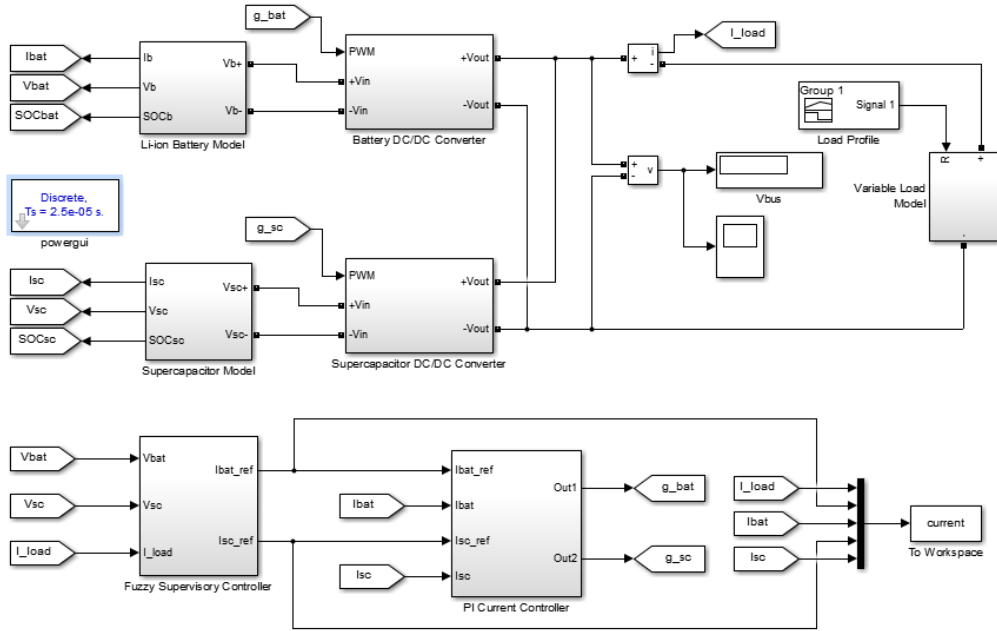 g_bat
I_load
Ibat
Vbat
SOCbat
Ib
Vb
SOCb
Vb+
Vb-
Li-ion Battery Model
PWM
+Vin
-Vin
+Vout
-Vout
Battery DC/DC Converter
+ i
-
Group 1
Signal 1
Load Profile
Discrete,
Ts = 2.5e-05 s.
powergui
+
- v
Vbus
R
+
-
Variable Load
Model
g_sc
Isc
Vsc
SOCsc
Isc
Vsc
SOCsc
Vsc+
Vsc-
Supercapacitor Model
PWM
+Vin
-Vin
+Vout
-Vout
Supercapacitor DC/DC Converter
Vbat
Vsc
I_load
Vbat
Vsc
I_load
Ibat_ref
Isc_ref
Fuzzy Supervisory Controller
Ibat
Isc
Ibat_ref
Ibat
Isc_ref
Isc
Out1
Out2
PI Current Controller
g_bat
g_sc
I_load
Ibat
Isc
current
To Workspace